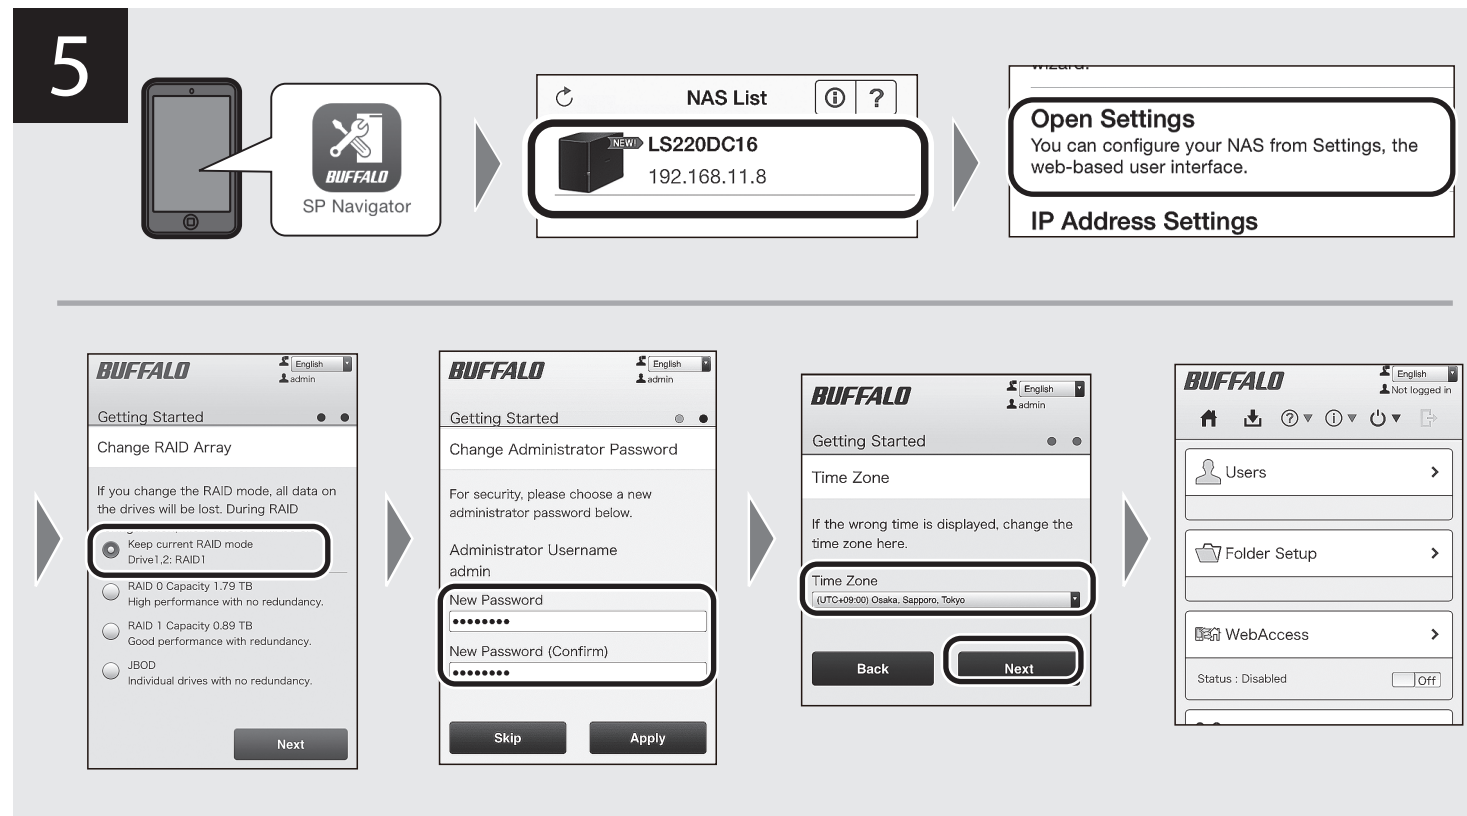 5
BUFFALO
SP Navigator
NAS List
NEW!
LS220DC16
192.168.11.8
wizard.
Open Settings
You can configure your NAS from Settings, the
web-based user interface.
IP Address Settings
BUFFALO
English
admin
Getting Started
Change RAID Array
If you change the RAID mode, all data on
the drives will be lost. During RAID
Keep current RAID mode
Drive1,2: RAID1
RAID 0 Capacity 1.79 TB
High performance with no redundancy.
RAID 1 Capacity 0.89 TB
Good performance with redundancy.
JBOD
Individual drives with no redundancy.
Next
BUFFALO
English
admin
Getting Started
Change Administrator Password
For security, please choose a new
administrator password below.
Administrator Username
admin
New Password
••••••••
New Password (Confirm)
••••••••
Skip
Apply
BUFFALO
English
admin
Getting Started
Time Zone
If the wrong time is displayed, change the
time zone here.
Time Zone
(UTC+09:00) Osaka, Sapporo, Tokyo
Back
Next
BUFFALO
English
Not logged in
Users
Folder Setup
WebAccess
Status : Disabled
Off